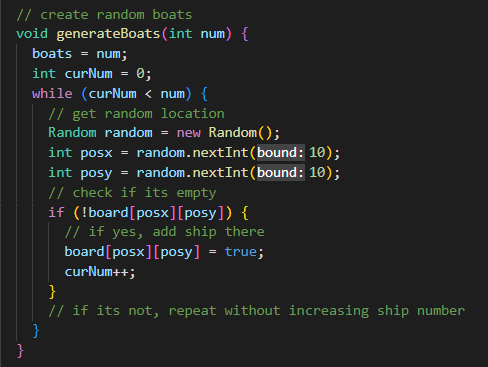 // create random boats
void generateBoats(int num) {
boats = num;
int curNum = 0;
while (curNum < num) {
// get random location
Random random = new Random();
int posx = random.nextInt(bound: 10);
int posy = random.nextInt(bound: 10);
// check if its empty
if (!board[posx][posy]) {
// if yes, add ship there
board[posx][posy] = true;
curNum++;
}
// if its not, repeat without increasing ship number
}
}